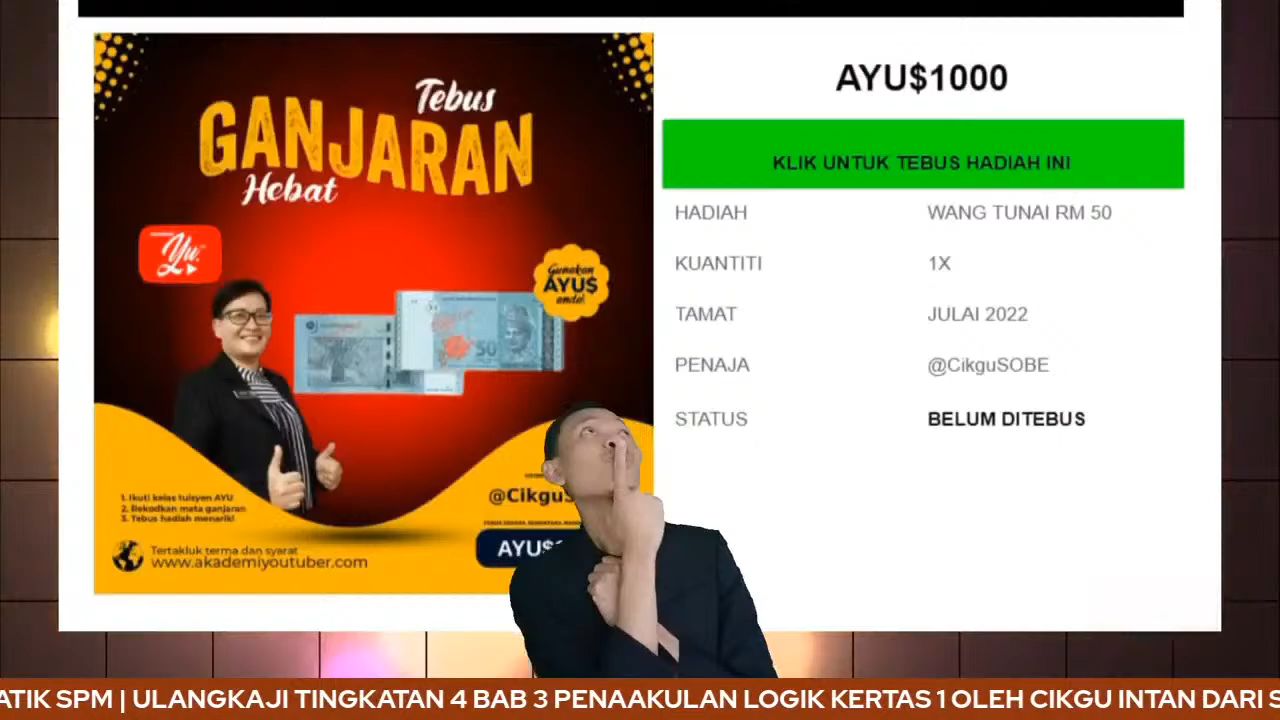 Tebus
GANJARAN
Hebat
Yu
Gunakan
AYU$
anda!
1. Ikuti kelas tuisyen AYU
2. Rekodkan mata ganjaran
3. Tebus hadiah menarik!
@CikguS
AYU$
Tertakluk terma dan syarat
www.akademiyoutuber.com
50
AYU$1000
KLIK UNTUK TEBUS HADIAH INI
HADIAH WANG TUNAI RM 50
KUANTITI 1X
TAMAT JULAI 2022
PENAJA @CikguSOBE
STATUS BELUM DITEBUS
ATIK SPM | ULANGKAJI TINGKATAN 4 BAB 3 PENAAKULAN LOGIK KERTAS 1 OLEH CIKGU INTAN DARI S